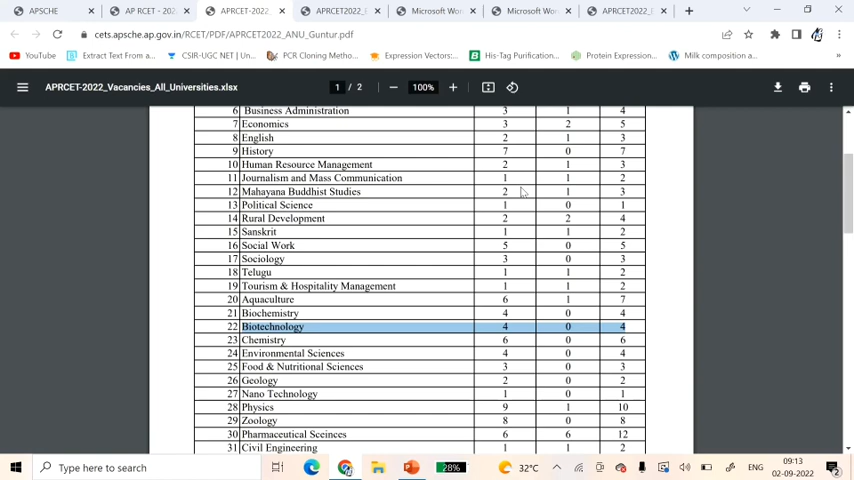 APSCHE
AP RCET - 202
APRCET-2022
APRCET2022_E
Microsoft Wor
Microsoft Wor
APRCET2022_
cets.apsche.ap.gov.in/RCET/PDF/APRCET2022_ANU_Guntur.pdf
YouTube Extract Text From a... CSIR-UGC NET | Un... PCR Cloning Metho... Expression Vectors:... His-Tag Purification... Protein Expression... Milk composition a... »
APRCET-2022_Vacancies_All_Universities.xlsx 1 / 2 100%
6 Business Administration 3 1 4
7 Economics 3 2 5
8 English 2 1 3
9 History 7 0 7
10 Human Resource Management 2 1 3
11 Journalism and Mass Communication 1 1 2
12 Mahayana Buddhist Studies 2 1 3
13 Political Science 1 0 1
14 Rural Development 2 2 4
15 Sanskrit 1 1 2
16 Social Work 5 0 5
17 Sociology 3 0 3
18 Telugu 1 1 2
19 Tourism & Hospitality Management 1 1 2
20 Aquaculture 6 1 7
21 Biochemistry 4 0 4
22 Biotechnology 4 0 4
23 Chemistry 6 0 6
24 Environmental Sciences 4 0 4
25 Food & Nutritional Sciences 3 0 3
26 Geology 2 0 2
27 Nano Technology 1 0 1
28 Physics 9 1 10
29 Zoology 8 0 8
30 Pharmaceutical Sceinces 6 6 12
31 Civil Engineering 1 1 2
Type here to search 28% 32°C ENG 09:13
02-09-2022 2